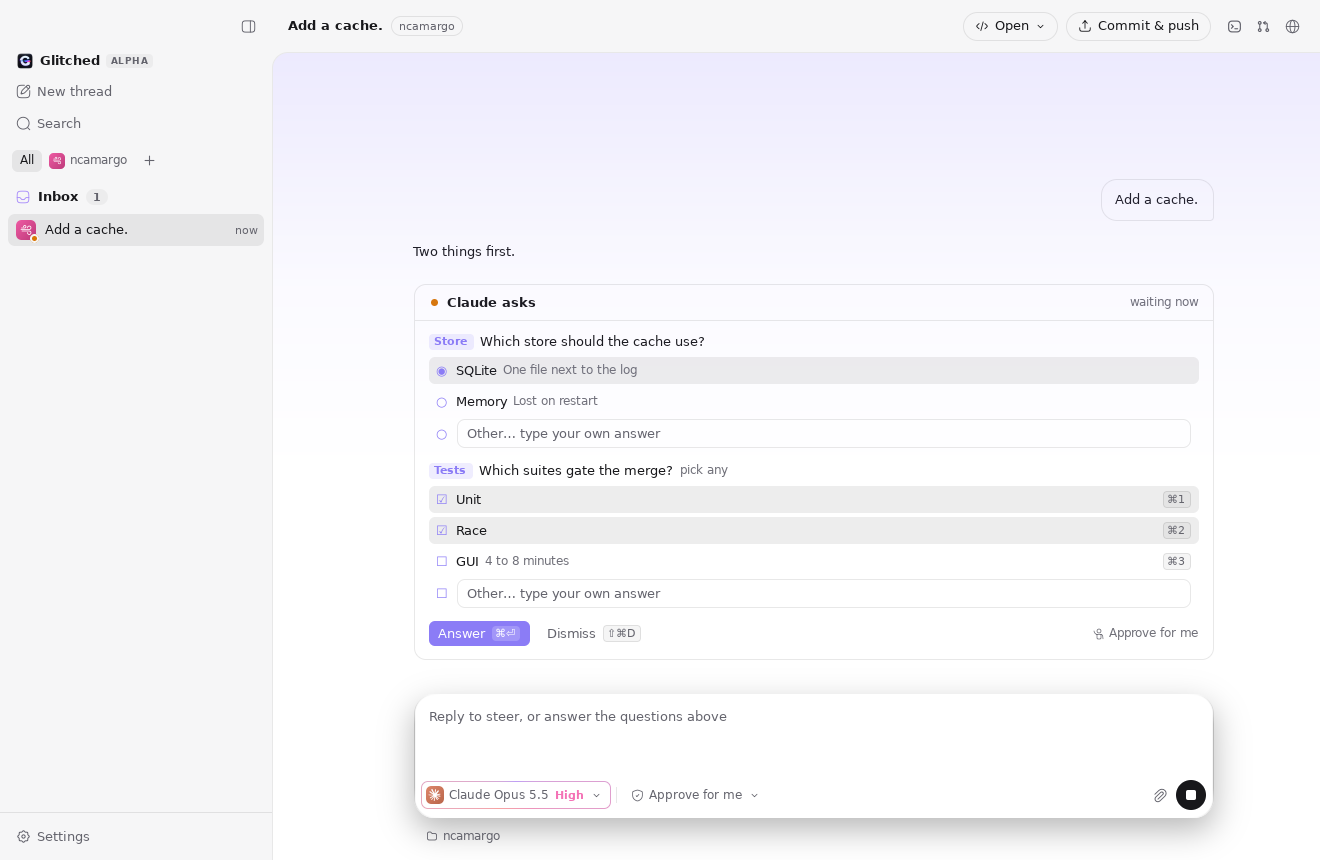 Add a cache. ncamargo Open Commit & push
Glitched ALPHA
New thread
Search
All ncamargo
Inbox 1
Add a cache. now
Settings
Add a cache.
Two things first.
Claude asks waiting now
Store Which store should the cache use?
SQLite One file next to the log
Memory Lost on restart
Other... type your own answer
Tests Which suites gate the merge? pick any
Unit ⌘1
Race ⌘2
GUI 4 to 8 minutes ⌘3
Other... type your own answer
Answer ⌘⏎ Dismiss ⇧⌘D Approve for me
Reply to steer, or answer the questions above
Claude Opus 5.5 High Approve for me
ncamargo